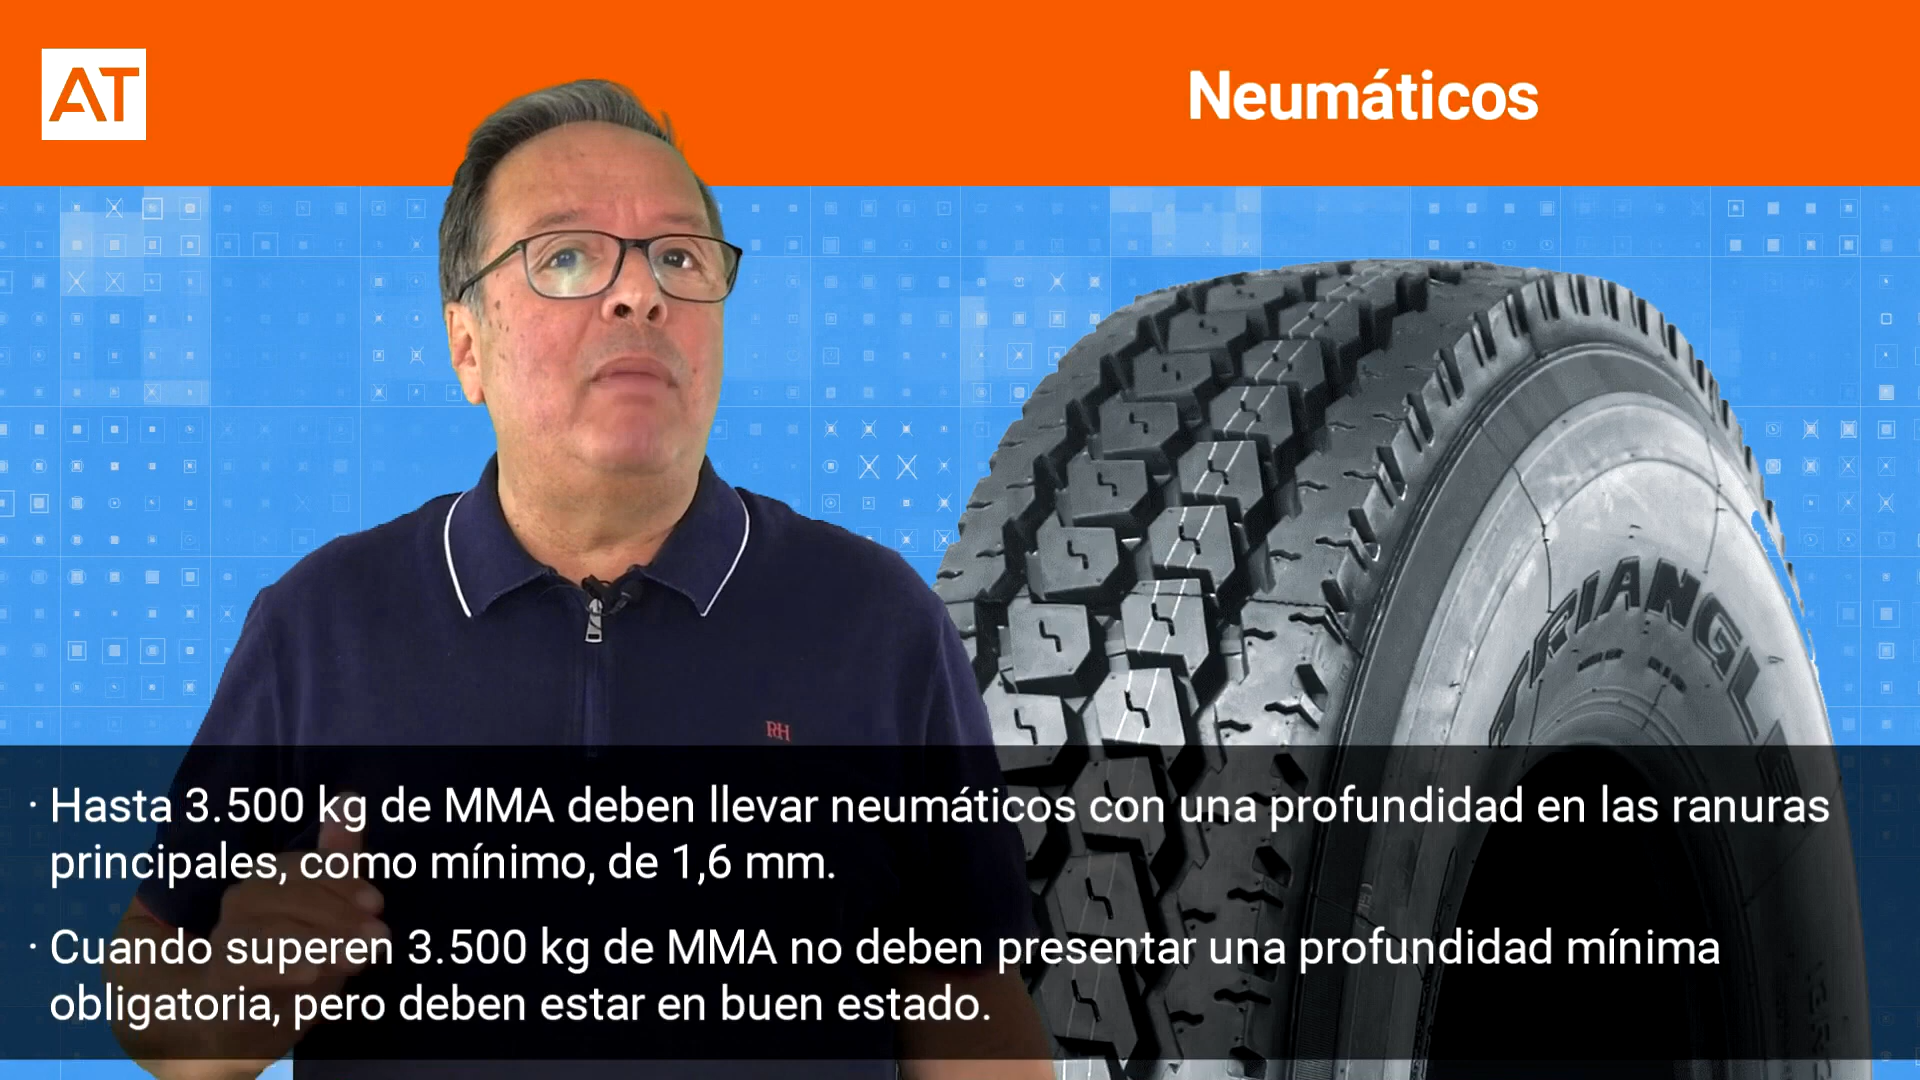 AT
Neumáticos
RH
TRIANGLE
· Hasta 3.500 kg de MMA deben llevar neumáticos con una profundidad en las ranuras
principales, como mínimo, de 1,6 mm.
· Cuando superen 3.500 kg de MMA no deben presentar una profundidad mínima
obligatoria, pero deben estar en buen estado.